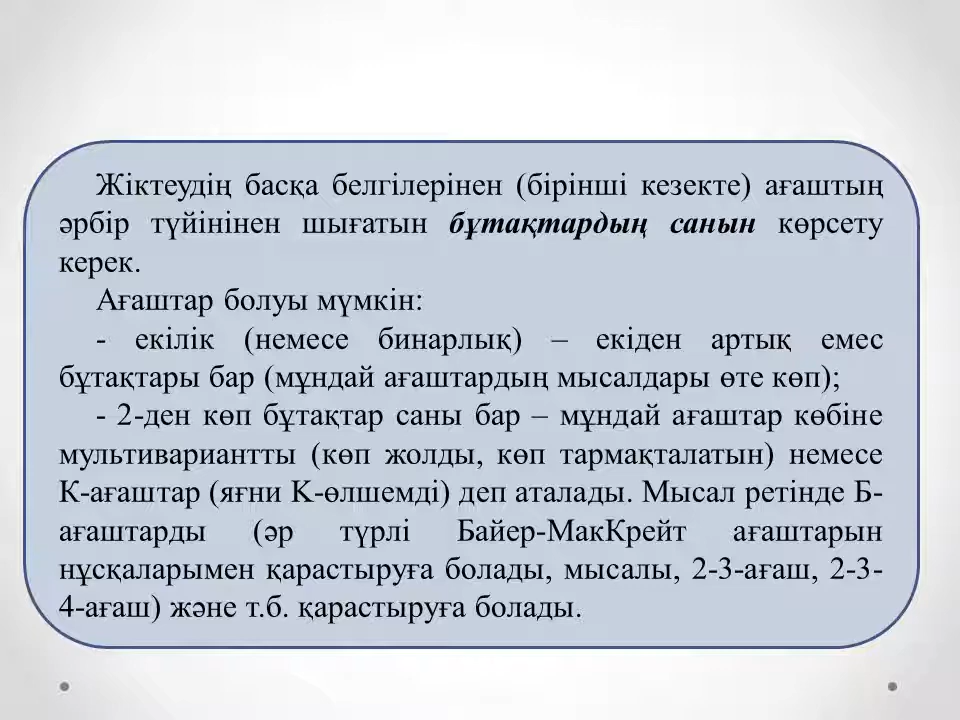 Жіктеудің басқа белгілерінен (бірінші кезекте) ағаштың
әрбір түйінінен шығатын бұтақтардың санын көрсету
керек.
Ағаштар болуы мүмкін:
- екілік (немесе бинарлық) – екіден артық емес
бұтақтары бар (мұндай ағаштардың мысалдары өте көп);
- 2-ден көп бұтақтар саны бар – мұндай ағаштар көбіне
мультивариантты (көп жолды, көп тармақталатын) немесе
К-ағаштар (яғни K-өлшемді) деп аталады. Мысал ретінде Б-
ағаштарды (әр түрлі Байер-МакКрейт ағаштарын
нұсқаларымен қарастыруға болады, мысалы, 2-3-ағаш, 2-3-
4-ағаш) және т.б. қарастыруға болады.